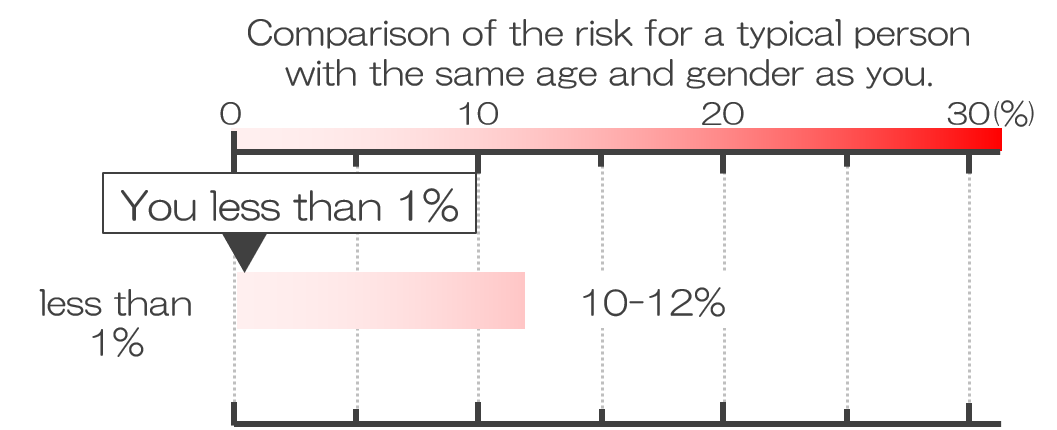 Comparison of the risk for a typical person
with the same age and gender as you.
0 10 20 30(%)
You less than 1%
less than
1%
10-12%